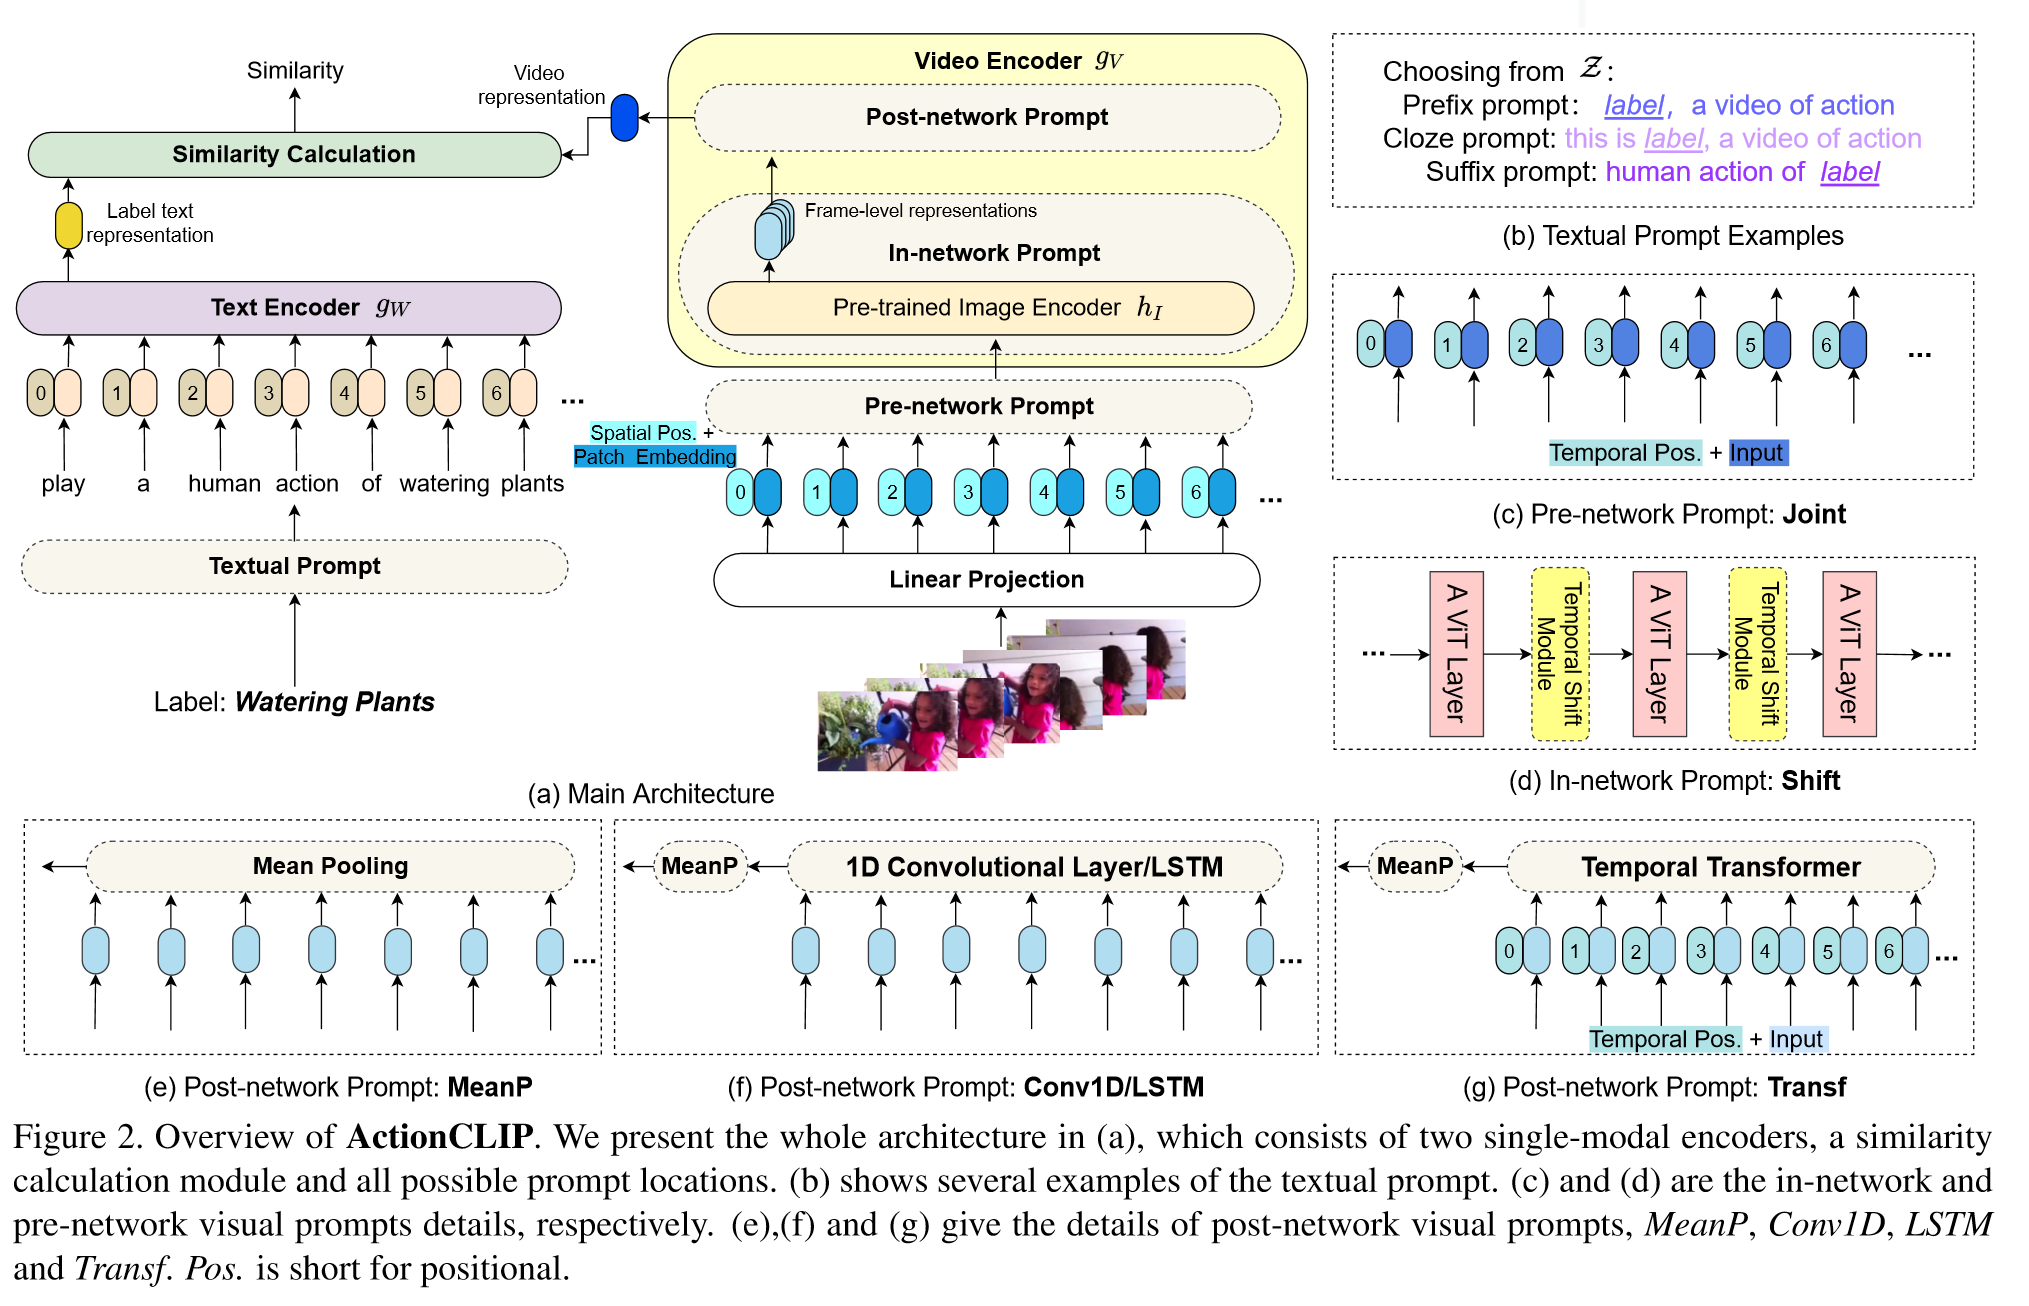 Similarity
Similarity Calculation
Video
representation
Label text
representation
Text Encoder g_W
0 1 2 3 4 5 6 ...
play a human action of watering plants
Textual Prompt
Label: Watering Plants
Video Encoder g_V
Post-network Prompt
Frame-level representations
In-network Prompt
Pre-trained Image Encoder h_I
Pre-network Prompt
Spatial Pos. +
Patch Embedding
0 1 2 3 4 5 6 ...
Linear Projection
(a) Main Architecture
Choosing from Z:
Prefix prompt: label, a video of action
Cloze prompt: this is label, a video of action
Suffix prompt: human action of label
(b) Textual Prompt Examples
0 1 2 3 4 5 6 ...
Temporal Pos. + Input
(c) Pre-network Prompt: Joint
...
A ViT Layer
Temporal Shift
Module
A ViT Layer
Temporal Shift
Module
A ViT Layer
...
(d) In-network Prompt: Shift
Mean Pooling
...
(e) Post-network Prompt: MeanP
MeanP
1D Convolutional Layer/LSTM
...
(f) Post-network Prompt: Conv1D/LSTM
MeanP
Temporal Transformer
0 1 2 3 4 5 6 ...
Temporal Pos. + Input
(g) Post-network Prompt: Transf
Figure 2. Overview of ActionCLIP. We present the whole architecture in (a), which consists of two single-modal encoders, a similarity
calculation module and all possible prompt locations. (b) shows several examples of the textual prompt. (c) and (d) are the in-network and
pre-network visual prompts details, respectively. (e),(f) and (g) give the details of post-network visual prompts, MeanP, Conv1D, LSTM
and Transf. Pos. is short for positional.